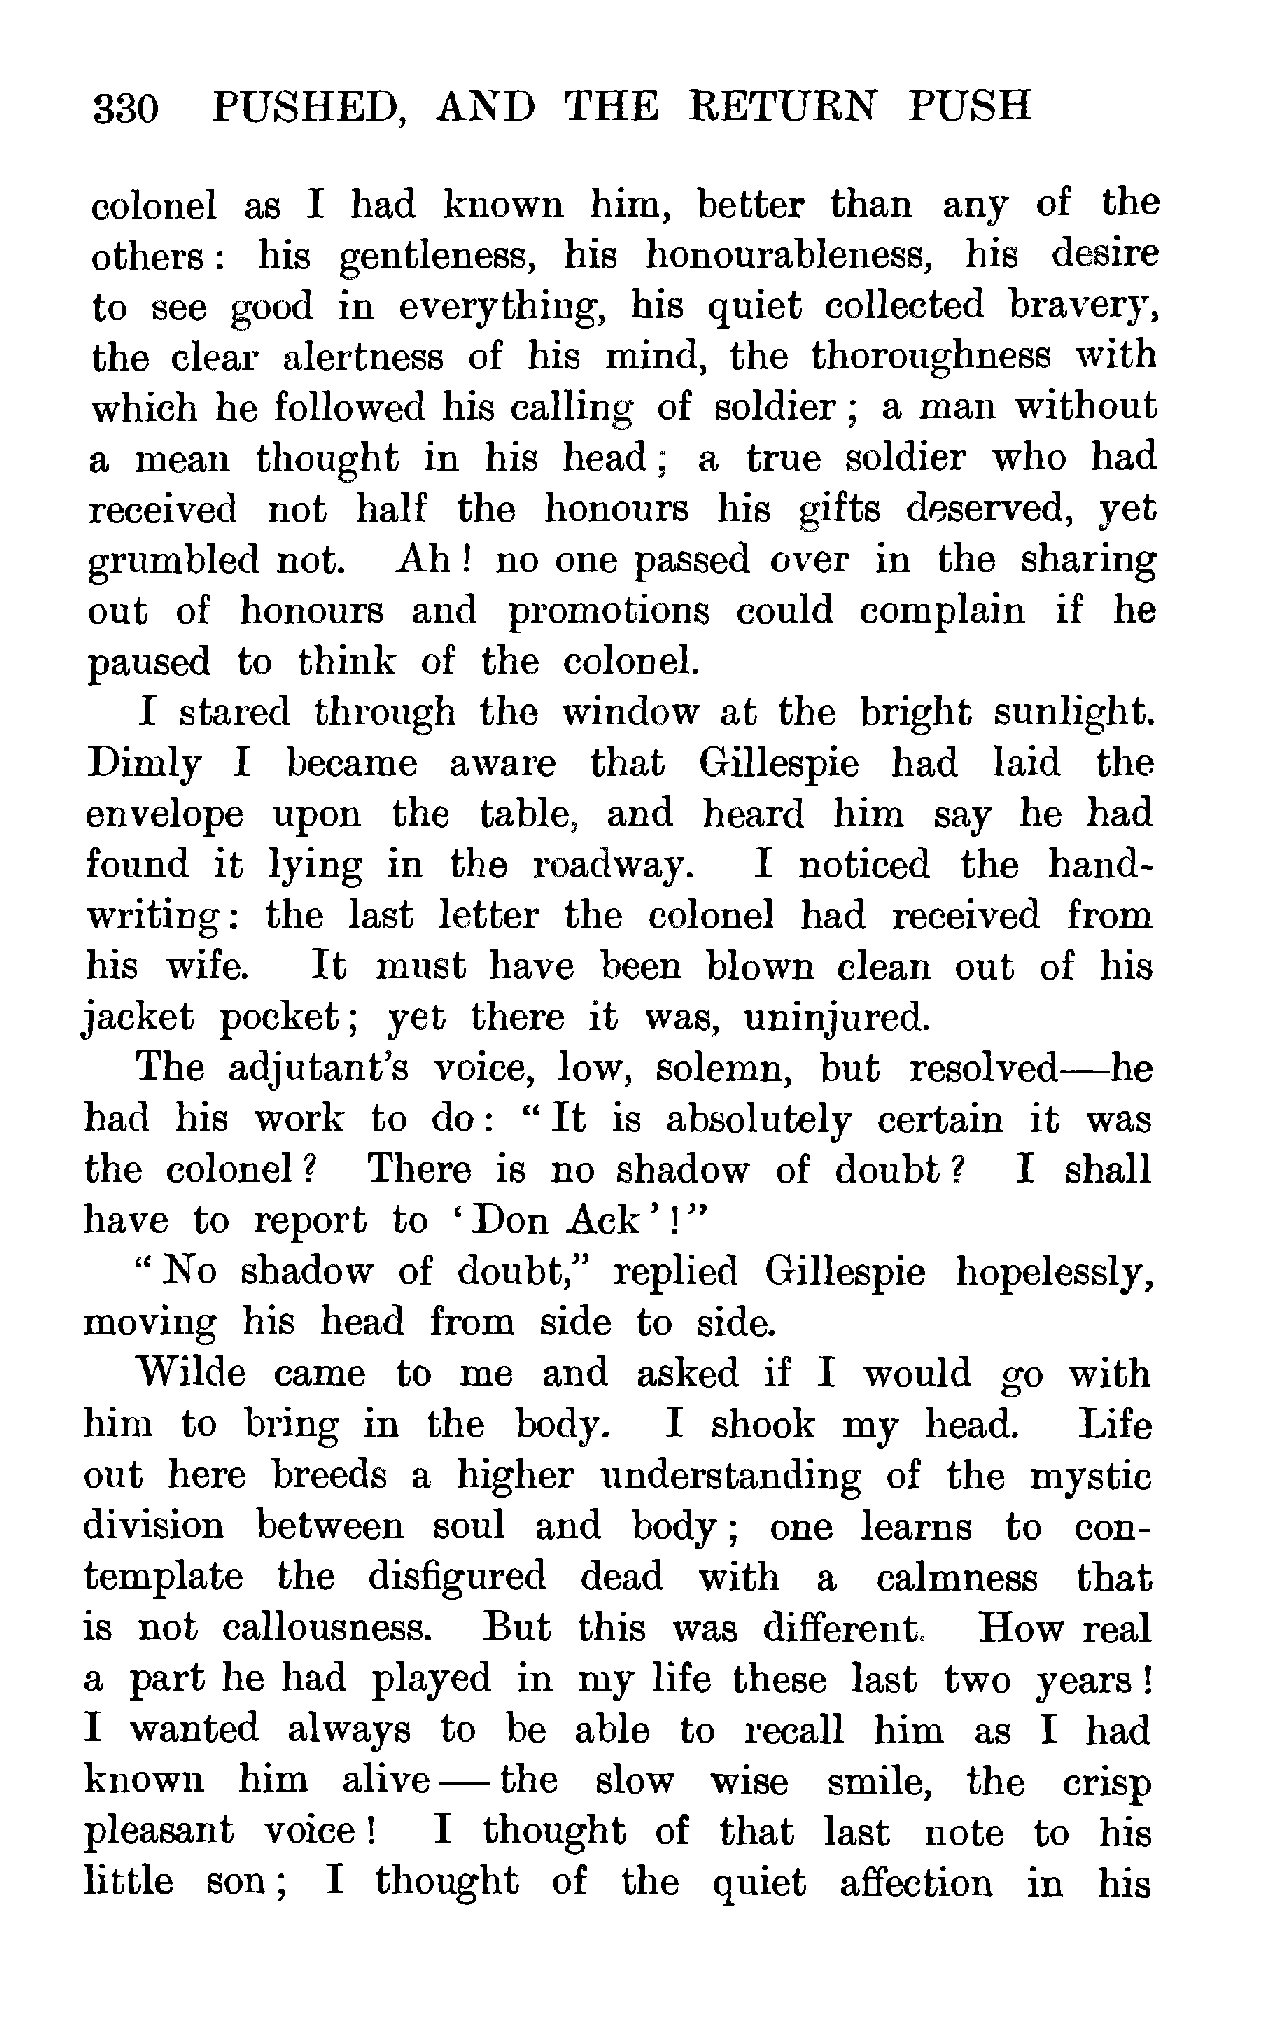 330 PUSHED, AND THE RETURN PUSH
colonel as I had known him, better than any of the
others : his gentleness, his honourableness, his desire
to see good in everything, his quiet collected bravery,
the clear alertness of his mind, the thoroughness with
which he followed his calling of soldier ; a man without
a mean thought in his head ; a true soldier who had
received not half the honours his gifts deserved, yet
grumbled not. Ah ! no one passed over in the sharing
out of honours and promotions could complain if he
paused to think of the colonel.
I stared through the window at the bright sunlight.
Dimly I became aware that Gillespie had laid the
envelope upon the table, and heard him say he had
found it lying in the roadway. I noticed the hand-
writing : the last letter the colonel had received from
his wife. It must have been blown clean out of his
jacket pocket ; yet there it was, uninjured.
The adjutant's voice, low, solemn, but resolved—he
had his work to do : " It is absolutely certain it was
the colonel ? There is no shadow of doubt ? I shall
have to report to ' Don Ack ' ! "
" No shadow of doubt," replied Gillespie hopelessly,
moving his head from side to side.
Wilde came to me and asked if I would go with
him to bring in the body. I shook my head. Life
out here breeds a higher understanding of the mystic
division between soul and body ; one learns to con-
template the disfigured dead with a calmness that
is not callousness. But this was different. How real
a part he had played in my life these last two years !
I wanted always to be able to recall him as I had
known him alive — the slow wise smile, the crisp
pleasant voice ! I thought of that last note to his
little son ; I thought of the quiet affection in his